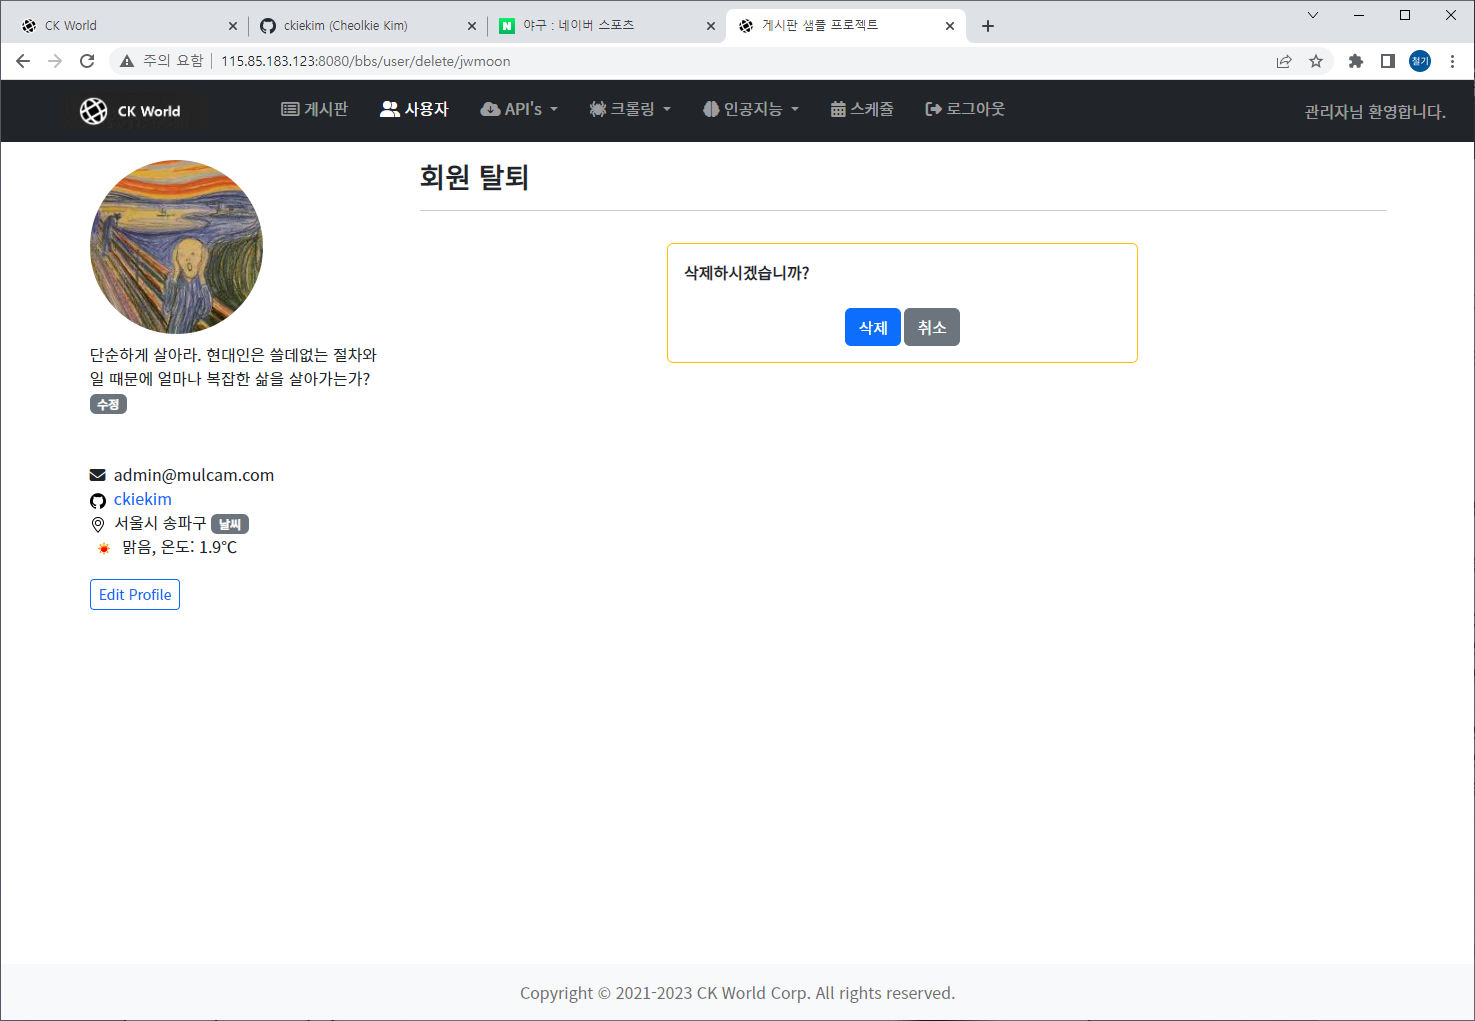 CK World
ckiekim (Cheolkie Kim)
야구 : 네이버 스포츠
게시판 샘플 프로젝트
주의 요함
115.85.183.123:8080/bbs/user/delete/jwmoon
철기
CK World
게시판
사용자
API's
크롤링
인공지능
스케쥴
로그아웃
관리자님 환영합니다.
회원 탈퇴
삭제하시겠습니까?
삭제
취소
단순하게 살아라. 현대인은 쓸데없는 절차와
일 때문에 얼마나 복잡한 삶을 살아가는가?
수정
admin@mulcam.com
ckiekim
서울시 송파구 날씨
맑음, 온도: 1.9℃
Edit Profile
Copyright © 2021-2023 CK World Corp. All rights reserved.